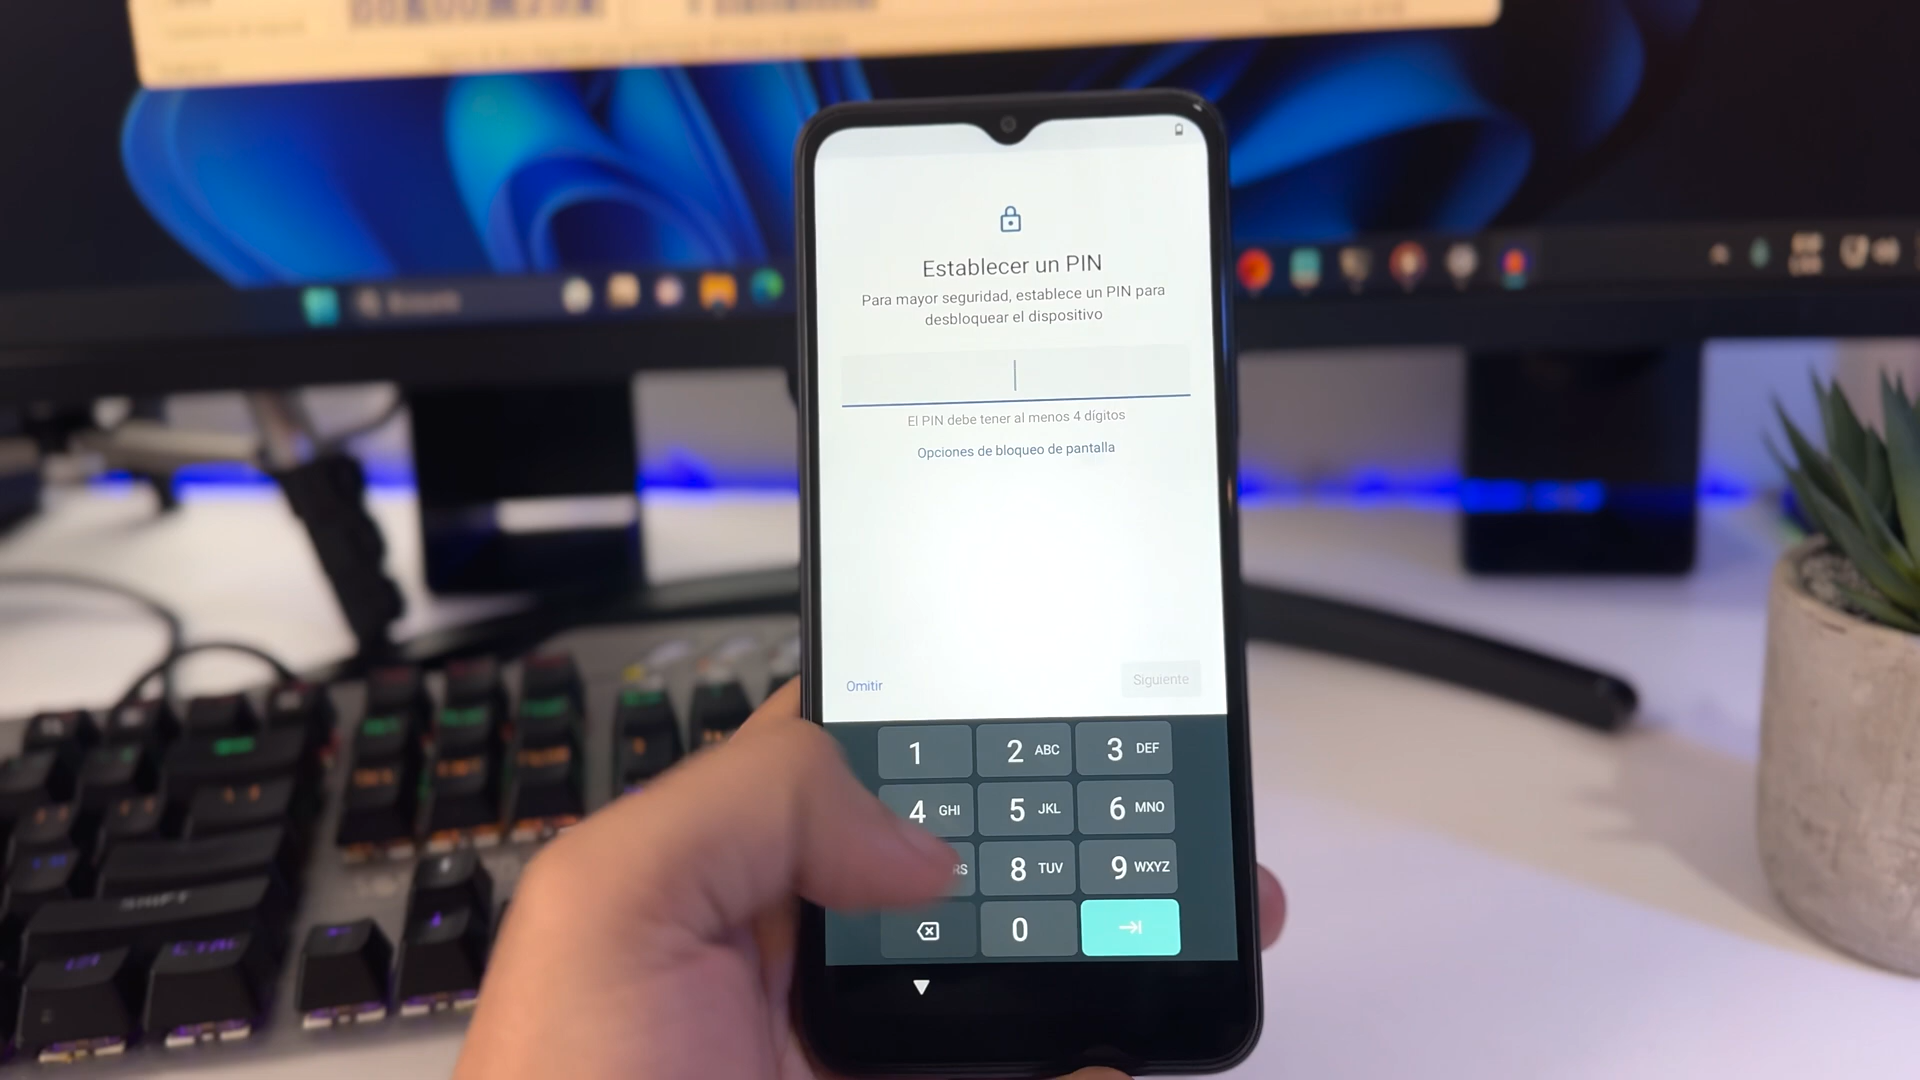 Establecer un PIN
Para mayor seguridad, establece un PIN para
desbloquear el dispositivo
El PIN debe tener al menos 4 dígitos
Opciones de bloqueo de pantalla
Omitir
Siguiente
1
2 ABC
3 DEF
4 GHI
5 JKL
6 MNO
RS
8 TUV
9 WXYZ
0
SHIFT